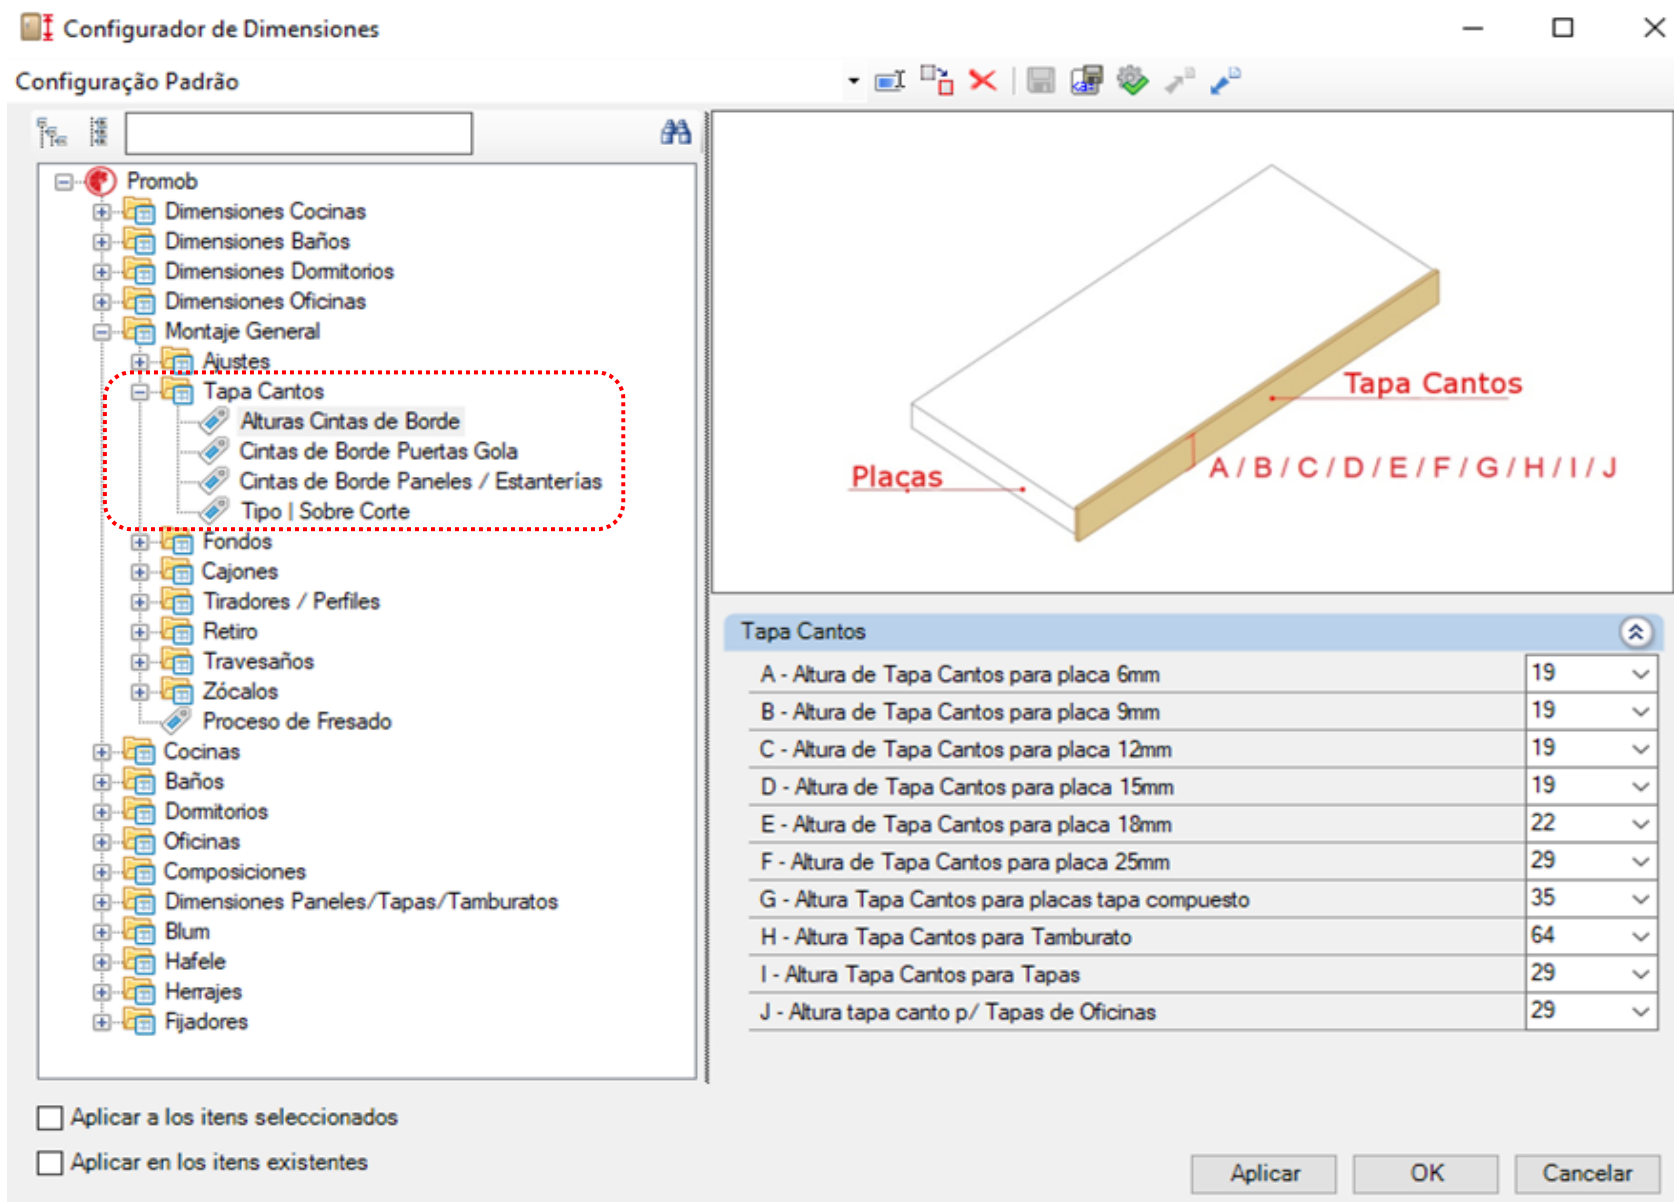 Configurador de Dimensiones
Configuração Padrão
Promob
Dimensiones Cocinas
Dimensiones Baños
Dimensiones Dormitorios
Dimensiones Oficinas
Montaje General
Ajustes
Tapa Cantos
Alturas Cintas de Borde
Cintas de Borde Puertas Gola
Cintas de Borde Paneles / Estanterías
Tipo | Sobre Corte
Fondos
Cajones
Tiradores / Perfiles
Retiro
Travesaños
Zócalos
Proceso de Fresado
Cocinas
Baños
Dormitorios
Oficinas
Composiciones
Dimensiones Paneles/Tapas/Tamburatos
Blum
Hafele
Herrajes
Fijadores
Tapa Cantos
A / B / C / D / E / F / G / H / I / J
Placas
Tapa Cantos
A - Altura de Tapa Cantos para placa 6mm 19
B - Altura de Tapa Cantos para placa 9mm 19
C - Altura de Tapa Cantos para placa 12mm 19
D - Altura de Tapa Cantos para placa 15mm 19
E - Altura de Tapa Cantos para placa 18mm 22
F - Altura de Tapa Cantos para placa 25mm 29
G - Altura Tapa Cantos para placas tapa compuesto 35
H - Altura Tapa Cantos para Tamburato 64
I - Altura Tapa Cantos para Tapas 29
J - Altura tapa canto p/ Tapas de Oficinas 29
Aplicar a los itens seleccionados
Aplicar en los itens existentes
Aplicar OK Cancelar